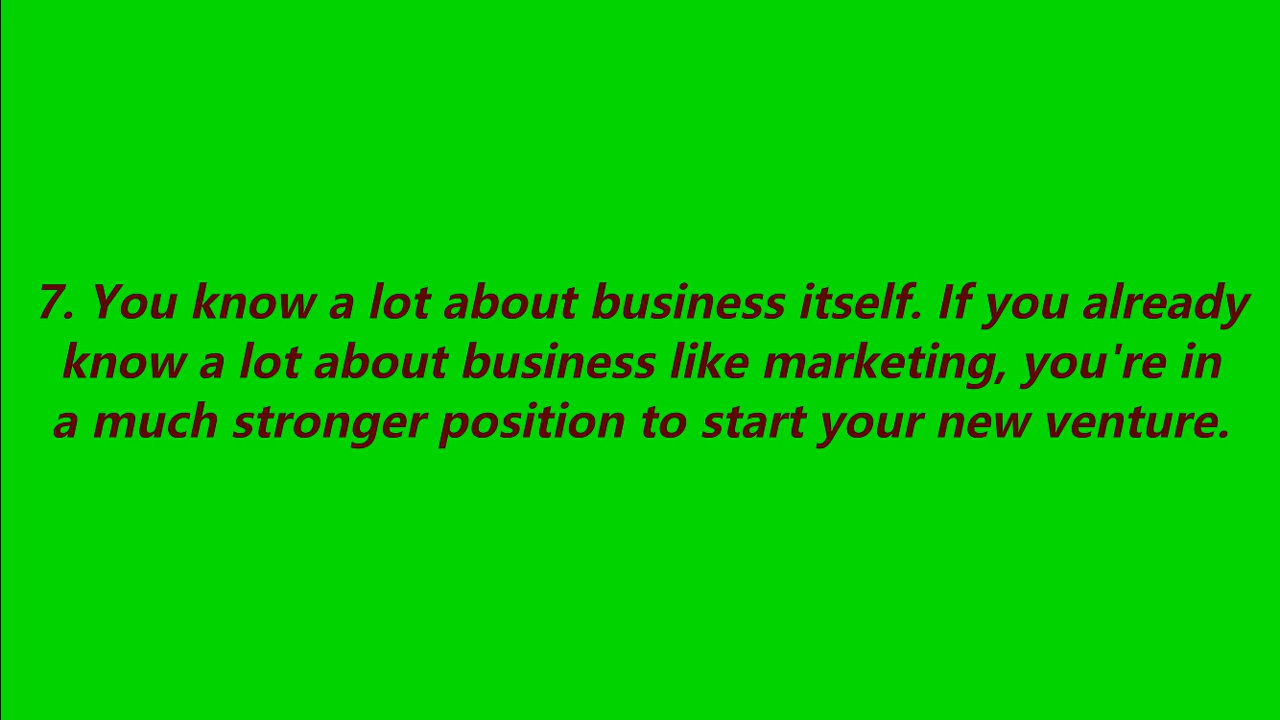 7. You know a lot about business itself. If you already
know a lot about business like marketing, you're in
a much stronger position to start your new venture.